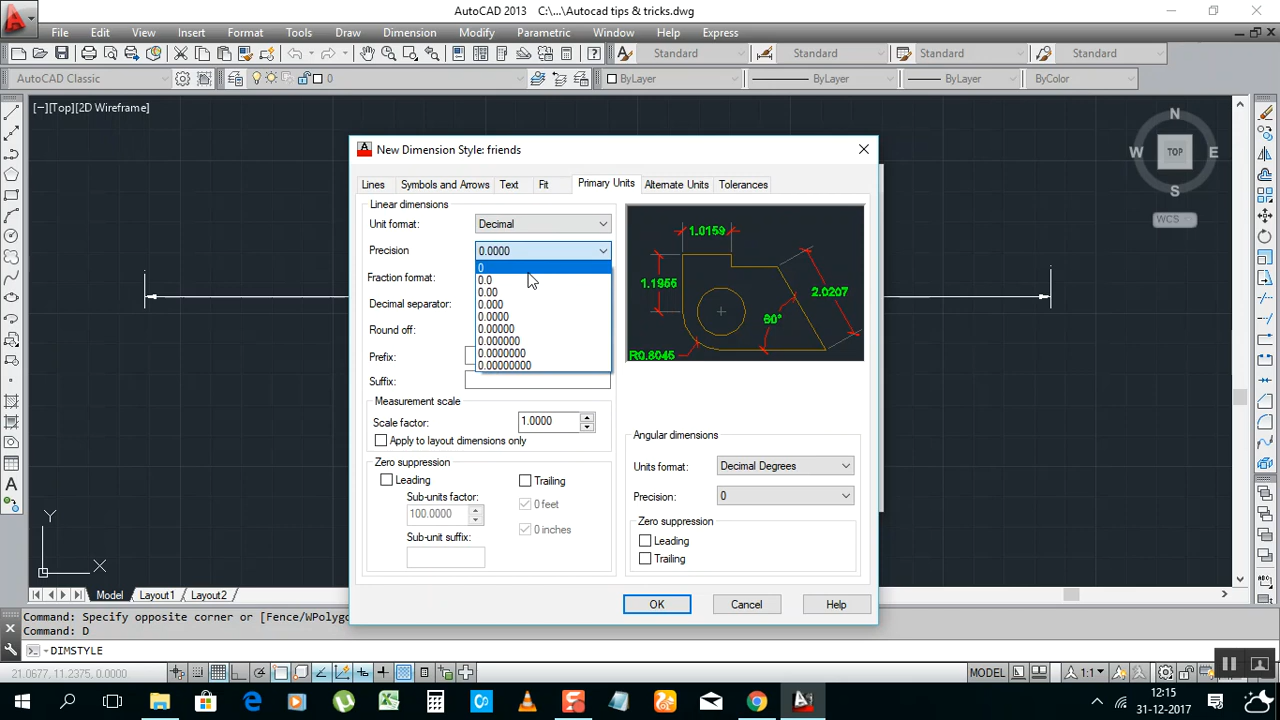 AutoCAD 2013 C:\...\Autocad tips & tricks.dwg
File Edit View Insert Format Tools Draw Dimension Modify Parametric Window Help Express
Standard Standard Standard Standard
AutoCAD Classic 0 ByLayer ByLayer ByLayer ByColor
[−][Top][2D Wireframe]
N
W TOP E
S
WCS
New Dimension Style: friends
Lines Symbols and Arrows Text Fit Primary Units Alternate Units Tolerances
Linear dimensions
Unit format: Decimal
Precision 0.0000
0
0.0
0.00
0.000
0.0000
0.00000
0.000000
0.0000000
0.00000000
Fraction format:
Decimal separator:
Round off:
Prefix:
Suffix:
1.0159
1.1955
2.0207
60°
R0.8045
Measurement scale
Scale factor: 1.0000
Apply to layout dimensions only
Zero suppression
Leading Trailing
Sub-units factor: 0 feet
100.0000
Sub-unit suffix: 0 inches
Angular dimensions
Units format: Decimal Degrees
Precision: 0
Zero suppression
Leading
Trailing
OK Cancel Help
Y
X
Model Layout1 Layout2
Command: Specify opposite corner or [Fence/WPolyg
Command: D
DIMSTYLE
21.0677, 11.2375, 0.0000 MODEL 1:1
12:15
31-12-2017